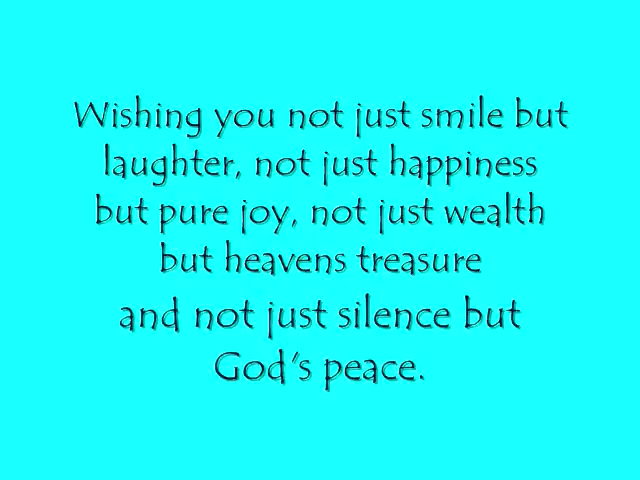 Wishing you not just smile but
laughter, not just happiness
but pure joy, not just wealth
but heavens treasure
and not just silence but
God's peace.